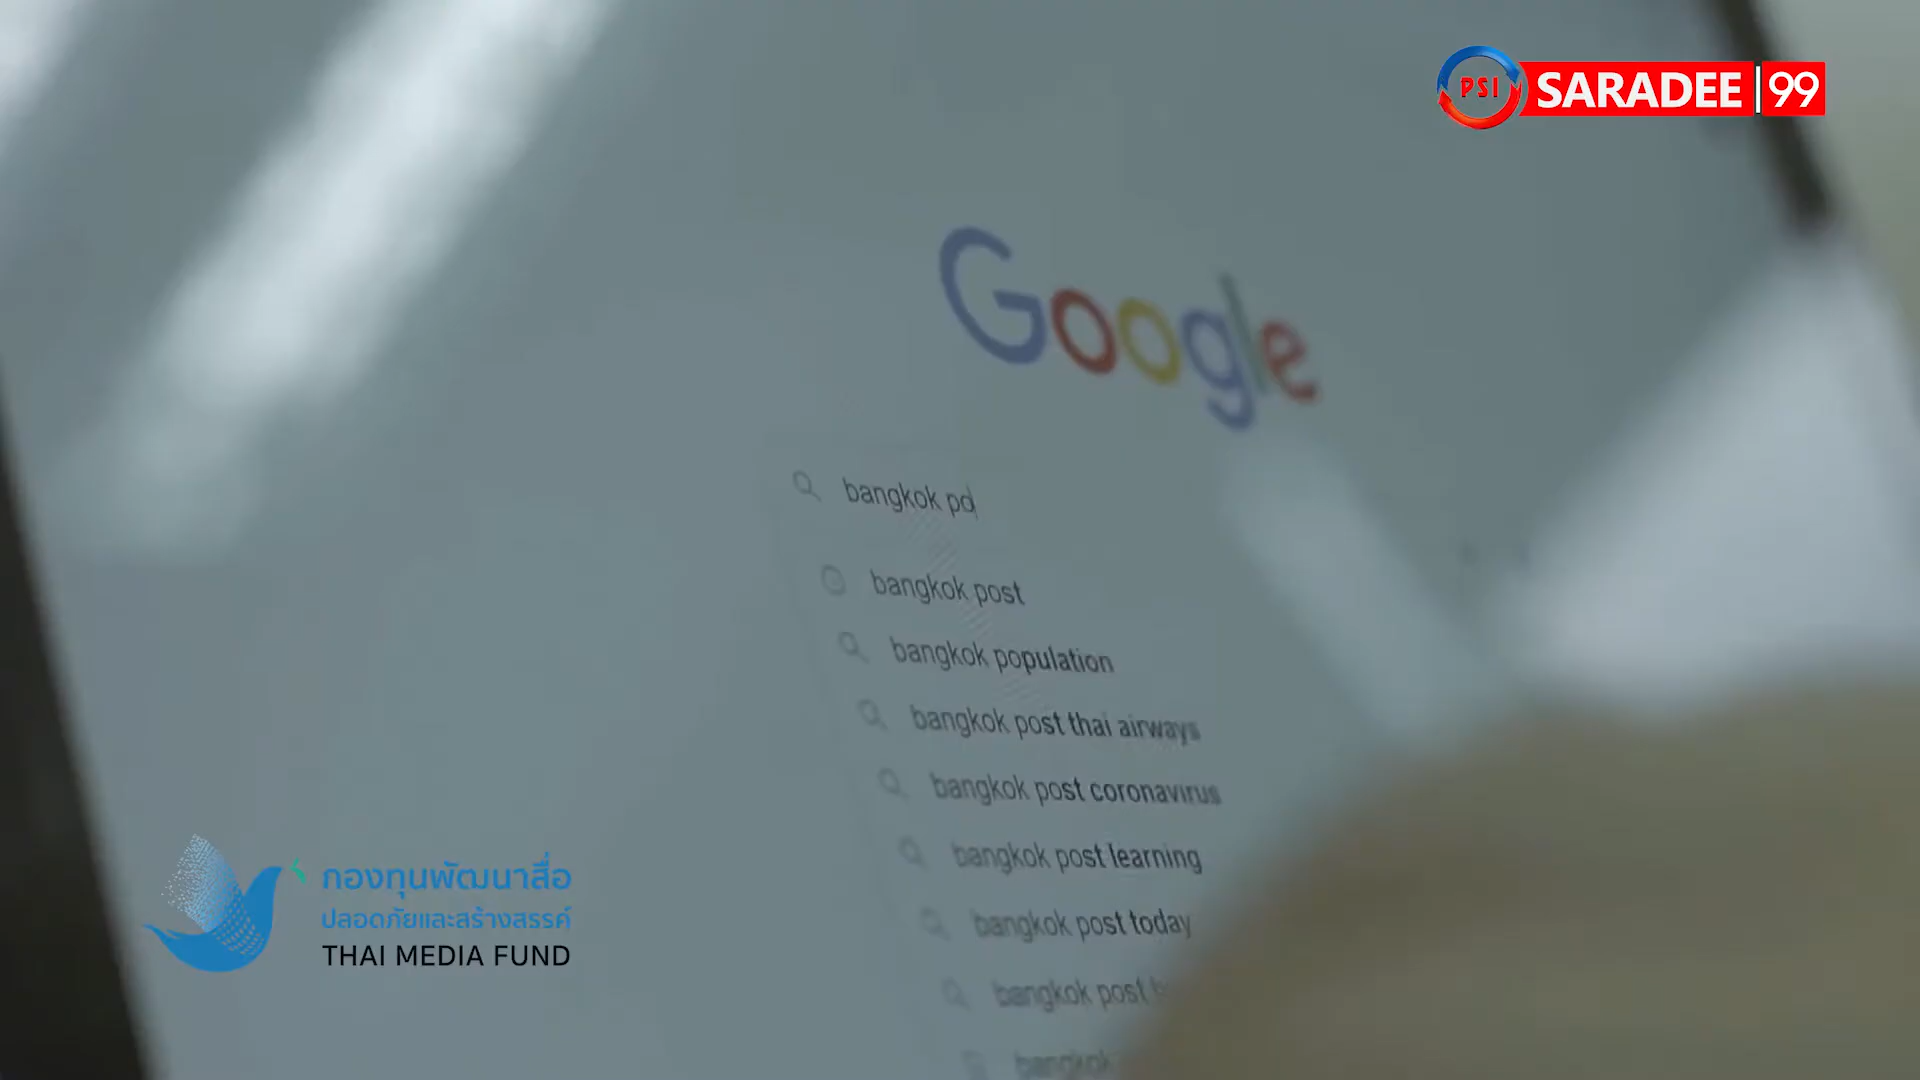 PSI SARADEE 99
Google
bangkok po
bangkok post
bangkok population
bangkok post thai airways
bangkok post coronavirus
bangkok post learning
bangkok post today
bangkok post
bangkok
กองทุนพัฒนาสื่อ
ปลอดภัยและสร้างสรรค์
THAI MEDIA FUND